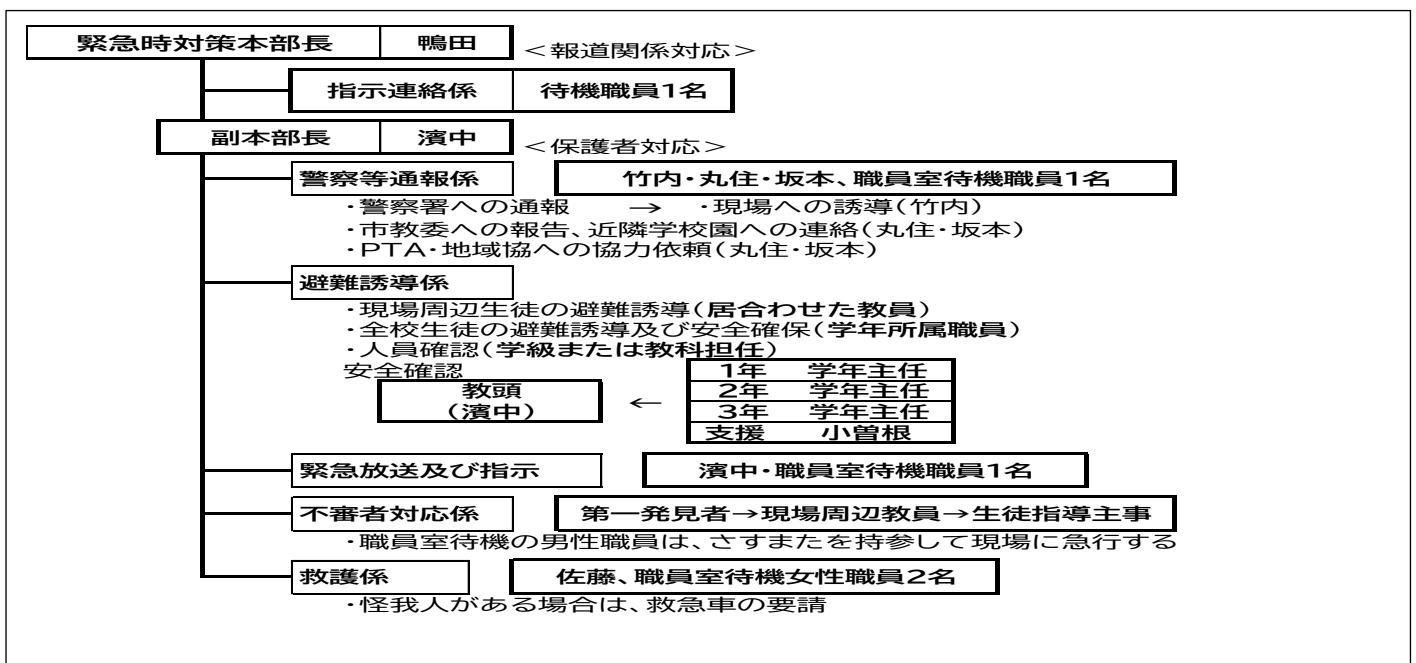 緊急時対策本部長 鴨田 <報道関係対応>
指示連絡係 待機職員1名
副本部長 濱中 <保護者対応>
警察等通報係 竹内・丸住・坂本、職員室待機職員1名
・警察署への通報 → ・現場への誘導(竹内)
・市教委への報告、近隣学校園への連絡(丸住・坂本)
・PTA・地域協への協力依頼(丸住・坂本)
避難誘導係
・現場周辺生徒の避難誘導(居合わせた教員)
・全校生徒の避難誘導及び安全確保(学年所属職員)
・人員確認(学級または教科担任)
安全確認
教頭
(濱中)
←
1年 学年主任
2年 学年主任
3年 学年主任
支援 小曽根
緊急放送及び指示 濱中・職員室待機職員1名
不審者対応係 第一発見者→現場周辺教員→生徒指導主事
・職員室待機の男性職員は、さすまたを持参して現場に急行する
救護係 佐藤、職員室待機女性職員2名
・怪我人がある場合は、救急車の要請